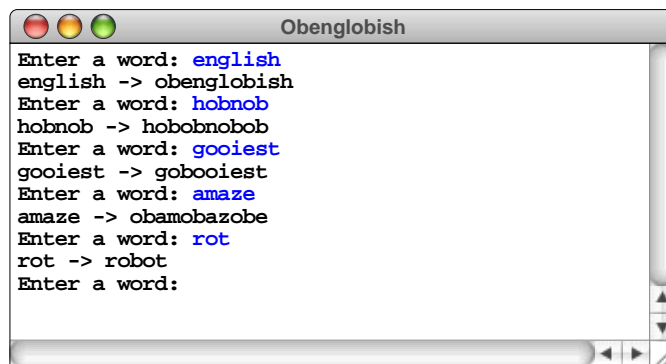 Obenglobish
Enter a word: english
english -> obenglobish
Enter a word: hobnob
hobnob -> hobobnobob
Enter a word: gooiest
gooiest -> gobooiest
Enter a word: amaze
amaze -> obamobazobe
Enter a word: rot
rot -> robot
Enter a word: